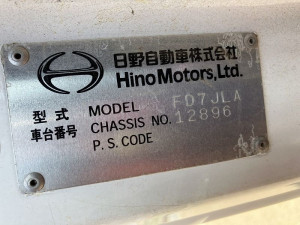 日野自動車株式会社
Hino Motors, Ltd.
型式 MODEL FD7JLA
車台番号 CHASSIS NO. 12896
P.S.CODE